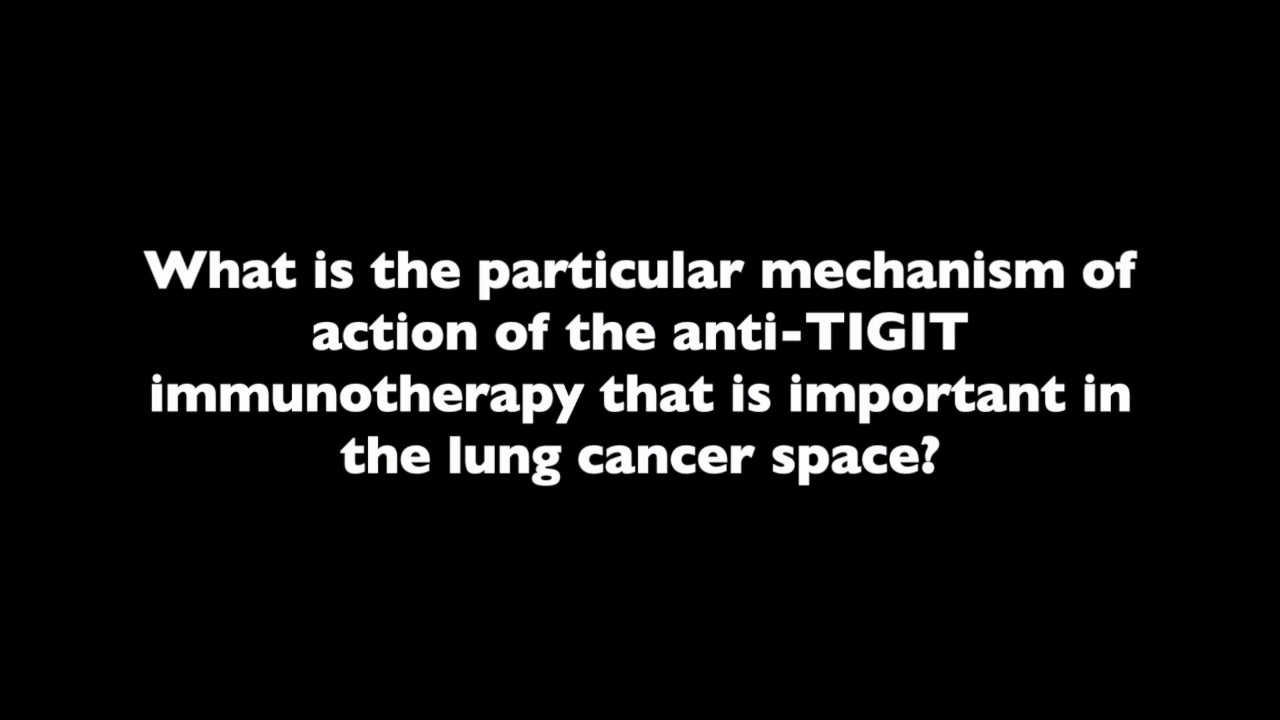 What is the particular mechanism of
action of the anti-TIGIT
immunotherapy that is important in
the lung cancer space?